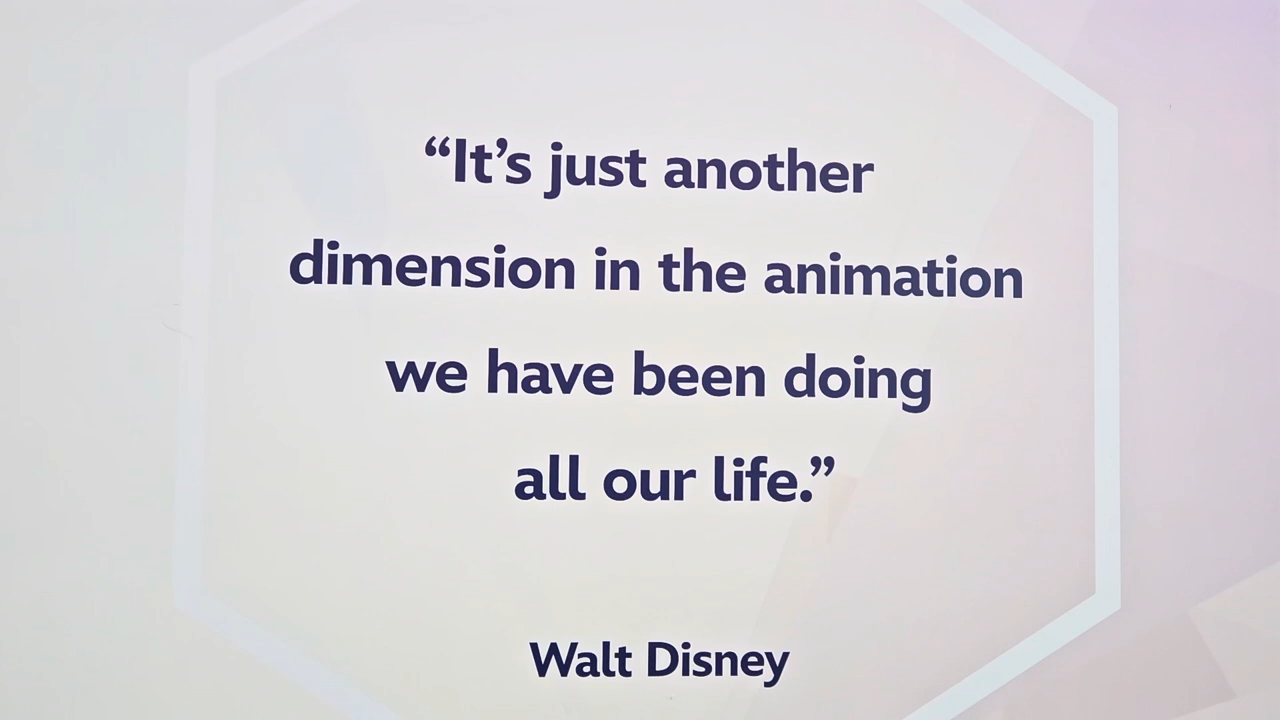 “It’s just another
dimension in the animation
we have been doing
all our life.”
Walt Disney